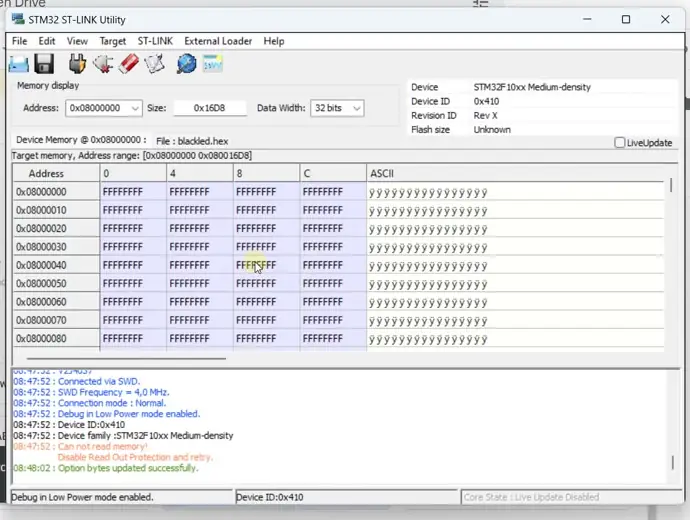 en Drive
STM32 ST-LINK Utility
File Edit View Target ST-LINK External Loader Help
Memory display
Address: 0x08000000 Size: 0x16D8 Data Width: 32 bits
Device STM32F10xx Medium-density
Device ID 0x410
Revision ID Rev X
Flash size Unknown
LiveUpdate
Device Memory @ 0x08000000 : File : blackled.hex
Target memory, Address range: [0x08000000 0x080016D8]
Address 0 4 8 C ASCII
0x08000000 FFFFFFFF FFFFFFFF FFFFFFFF FFFFFFFF ÿÿÿÿÿÿÿÿÿÿÿÿÿÿÿÿ
0x08000010 FFFFFFFF FFFFFFFF FFFFFFFF FFFFFFFF ÿÿÿÿÿÿÿÿÿÿÿÿÿÿÿÿ
0x08000020 FFFFFFFF FFFFFFFF FFFFFFFF FFFFFFFF ÿÿÿÿÿÿÿÿÿÿÿÿÿÿÿÿ
0x08000030 FFFFFFFF FFFFFFFF FFFFFFFF FFFFFFFF ÿÿÿÿÿÿÿÿÿÿÿÿÿÿÿÿ
0x08000040 FFFFFFFF FFFFFFFF FFFFFFFF FFFFFFFF ÿÿÿÿÿÿÿÿÿÿÿÿÿÿÿÿ
0x08000050 FFFFFFFF FFFFFFFF FFFFFFFF FFFFFFFF ÿÿÿÿÿÿÿÿÿÿÿÿÿÿÿÿ
0x08000060 FFFFFFFF FFFFFFFF FFFFFFFF FFFFFFFF ÿÿÿÿÿÿÿÿÿÿÿÿÿÿÿÿ
0x08000070 FFFFFFFF FFFFFFFF FFFFFFFF FFFFFFFF ÿÿÿÿÿÿÿÿÿÿÿÿÿÿÿÿ
0x08000080 FFFFFFFF FFFFFFFF FFFFFFFF FFFFFFFF ÿÿÿÿÿÿÿÿÿÿÿÿÿÿÿÿ
08:47:52 : V2J40S7
08:47:52 : Connected via SWD.
08:47:52 : SWD Frequency = 4,0 MHz.
08:47:52 : Connection mode : Normal.
08:47:52 : Debug in Low Power mode enabled.
08:47:52 : Device ID:0x410
08:47:52 : Device family :STM32F10xx Medium-density
08:47:52 : Can not read memory!
Disable Read Out Protection and retry.
08:48:02 : Option bytes updated successfully.
Debug in Low Power mode enabled. Device ID:0x410 Core State : Live Update Disabled